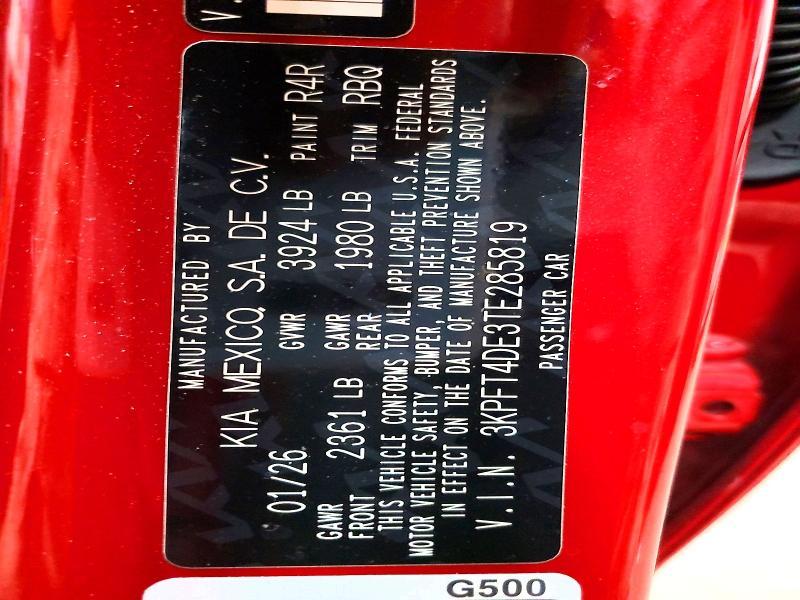 V.
MANUFACTURED BY
KIA MEXICO, S.A. DE C.V.
01/26 GVWR 3924 LB PAINT R4R
GAWR FRONT 2361 LB GAWR REAR 1980 LB TRIM RBQ
THIS VEHICLE CONFORMS TO ALL APPLICABLE U.S.A. FEDERAL
MOTOR VEHICLE SAFETY, BUMPER, AND THEFT PREVENTION STANDARDS
IN EFFECT ON THE DATE OF MANUFACTURE SHOWN ABOVE.
V.I.N. 3KPFT4DE3TE285819
PASSENGER CAR
G500